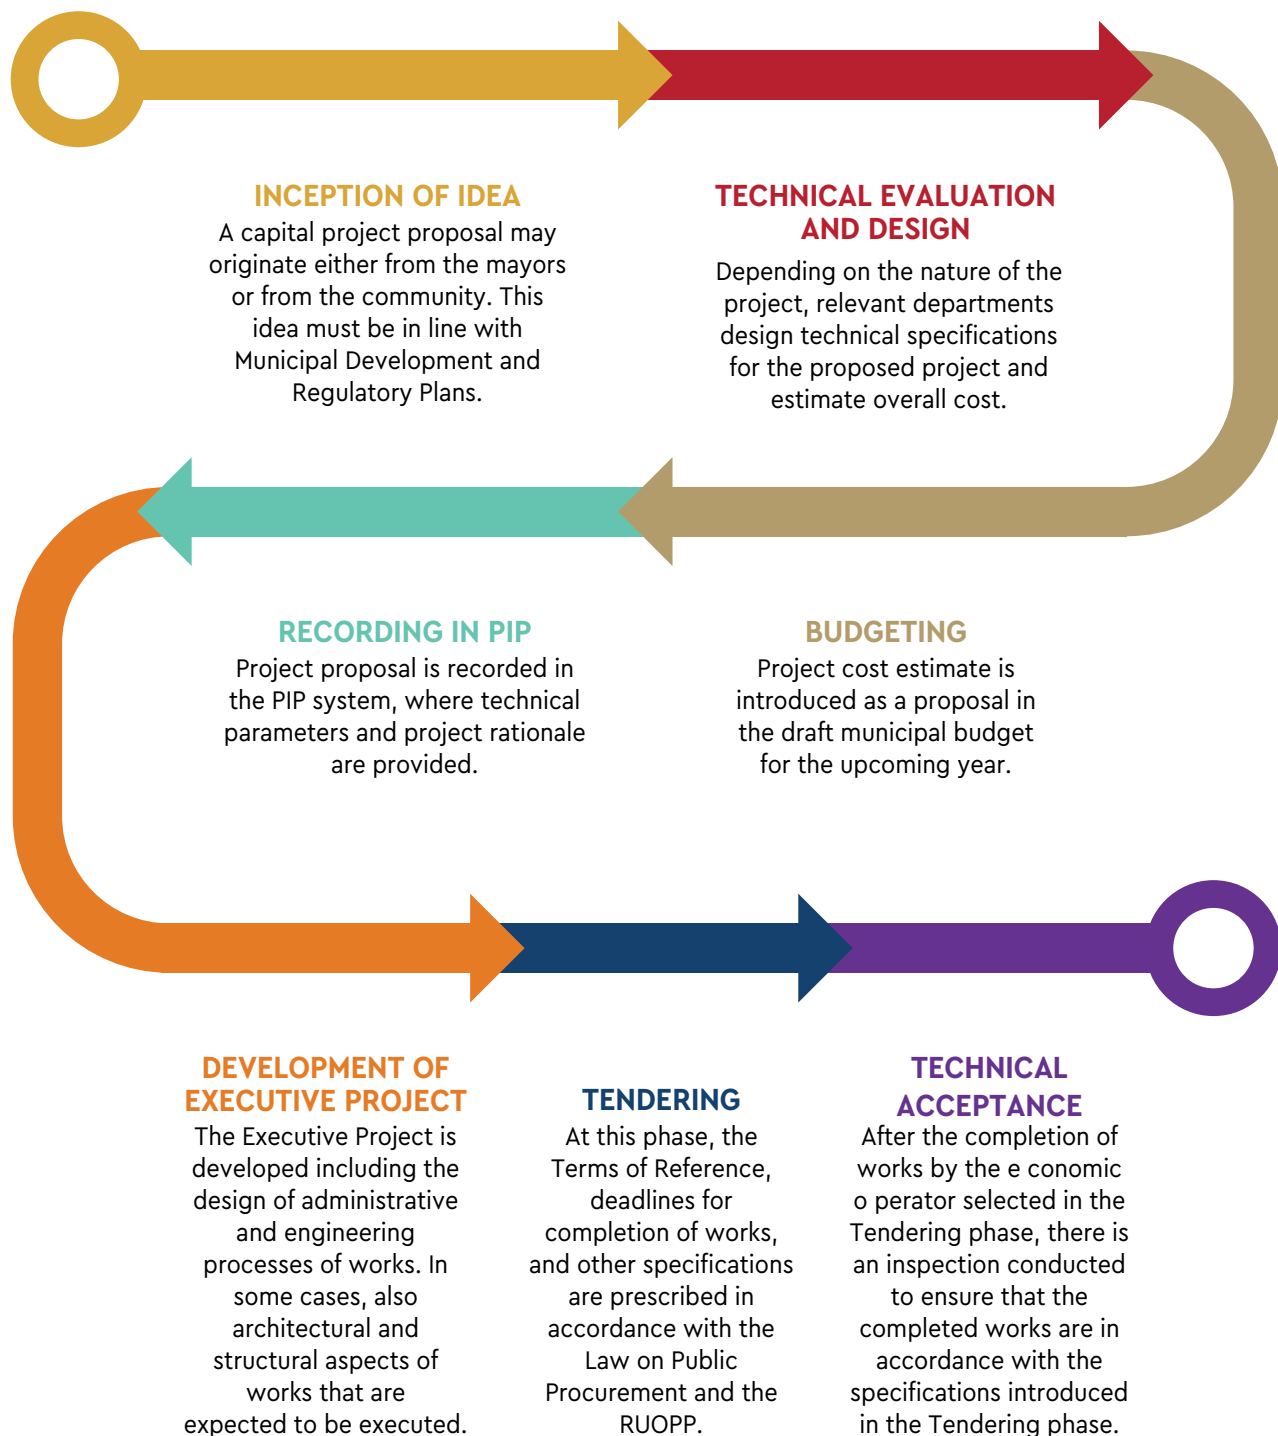 INCEPTION OF IDEA
A capital project proposal may
originate either from the mayors
or from the community. This
idea must be in line with
Municipal Development and
Regulatory Plans.
TECHNICAL EVALUATION
AND DESIGN
Depending on the nature of the
project, relevant departments
design technical specifications
for the proposed project and
estimate overall cost.
BUDGETING
Project cost estimate is
introduced as a proposal in
the draft municipal budget
for the upcoming year.
RECORDING IN PIP
Project proposal is recorded in
the PIP system, where technical
parameters and project rationale
are provided.
DEVELOPMENT OF
EXECUTIVE PROJECT
The Executive Project is
developed including the
design of administrative
and engineering
processes of works. In
some cases, also
architectural and
structural aspects of
works that are
expected to be executed.
TENDERING
At this phase, the
Terms of Reference,
deadlines for
completion of works,
and other specifications
are prescribed in
accordance with the
Law on Public
Procurement and the
RUOPP.
TECHNICAL
ACCEPTANCE
After the completion of
works by the e conomic
o perator selected in the
Tendering phase, there is
an inspection conducted
to ensure that the
completed works are in
accordance with the
specifications introduced
in the Tendering phase.